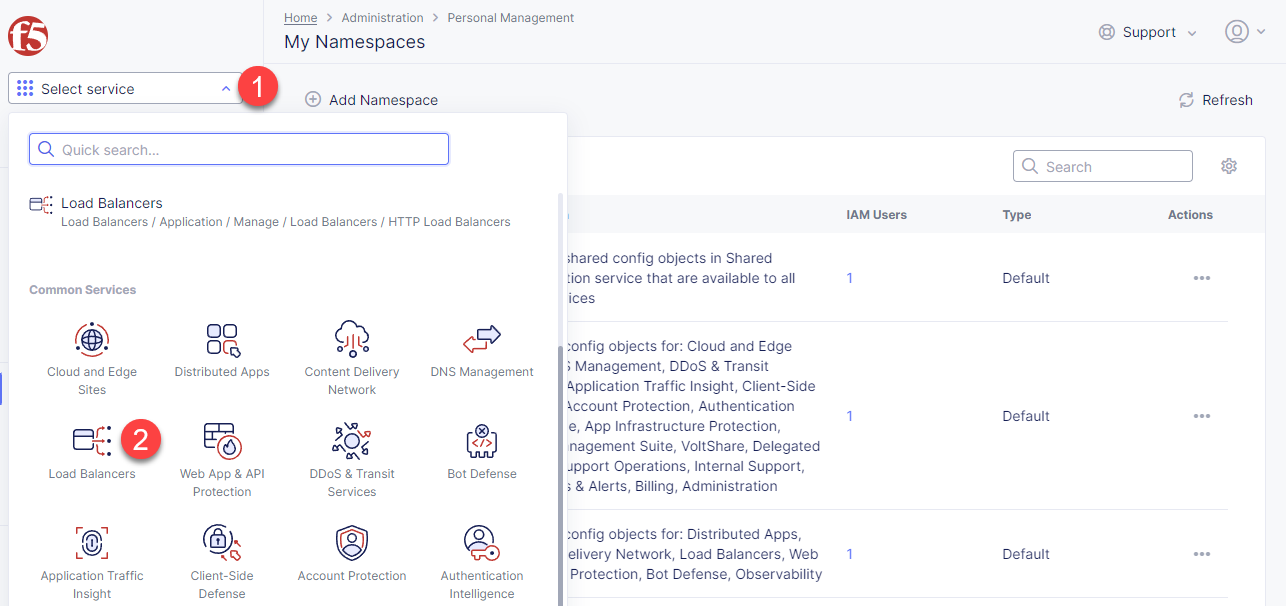 f5
Home > Administration > Personal Management
My Namespaces
Support
Select service
1
Add Namespace
Refresh
Quick search...
Search
Load Balancers
Load Balancers / Application / Manage / Load Balancers / HTTP Load Balancers
Common Services
Cloud and Edge
Sites
Distributed Apps
Content Delivery
Network
DNS Management
Load Balancers
2
Web App & API
Protection
DDoS & Transit
Services
Bot Defense
Application Traffic
Insight
Client-Side
Defense
Account Protection
Authentication
Intelligence
IAM Users
Type
Actions
shared config objects in Shared
tion service that are available to all
ices
1
Default
config objects for: Cloud and Edge
Management, DDoS & Transit
Application Traffic Insight, Client-Side
Account Protection, Authentication
e, App Infrastructure Protection,
nagement Suite, VoltShare, Delegated
upport Operations, Internal Support,
s & Alerts, Billing, Administration
1
Default
config objects for: Distributed Apps,
elivery Network, Load Balancers, Web
Protection, Bot Defense, Observability
1
Default